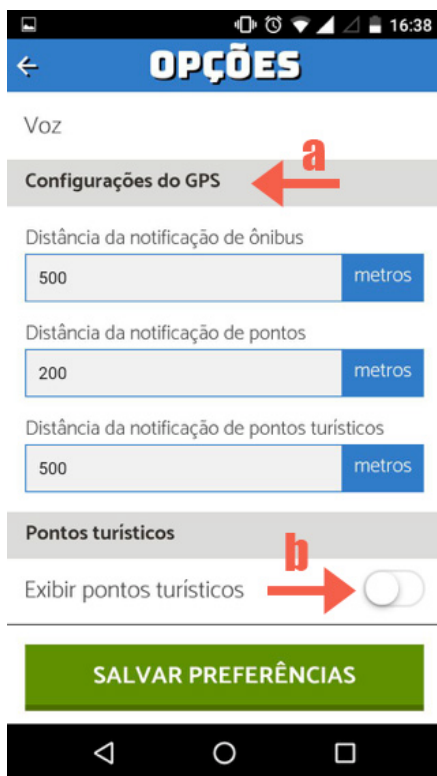 16:38
OPÇÕES
Voz
a
Configurações do GPS
Distância da notificação de ônibus
500 metros
Distância da notificação de pontos
200 metros
Distância da notificação de pontos turísticos
500 metros
Pontos turísticos
b
Exibir pontos turísticos
SALVAR PREFERÊNCIAS